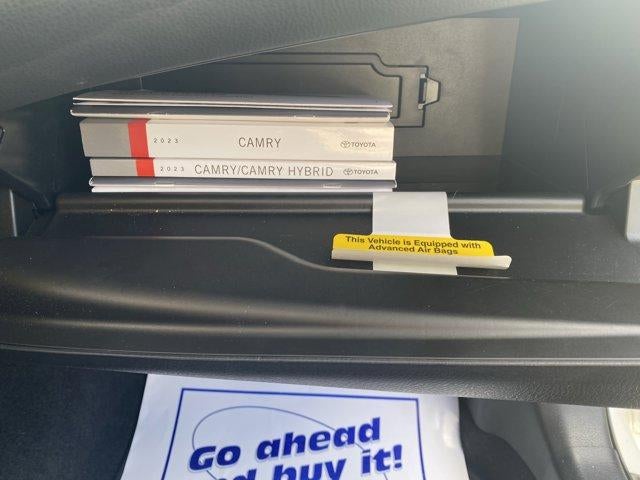 2023 CAMRY TOYOTA
2023 CAMRY/CAMRY HYBRID TOYOTA
This Vehicle is Equipped with
Advanced Air Bags
Go ahead
and buy it!